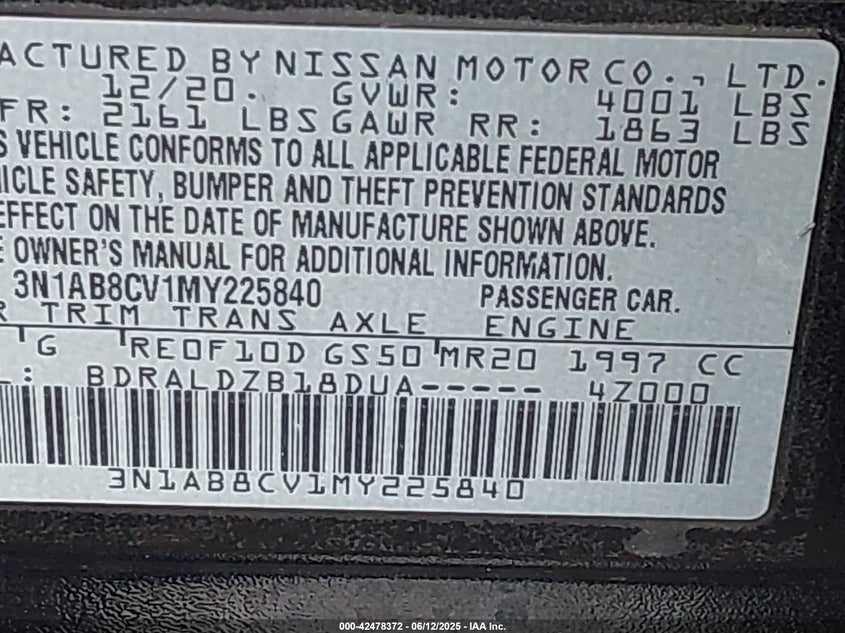 ACTURED BY NISSAN MOTOR CO., LTD.
12/20. GVWR: 4001 LBS
FR: 2161 LBS GAWR RR: 1863 LBS
S VEHICLE CONFORMS TO ALL APPLICABLE FEDERAL MOTOR
ICLE SAFETY, BUMPER AND THEFT PREVENTION STANDARDS
EFFECT ON THE DATE OF MANUFACTURE SHOWN ABOVE.
E OWNER'S MANUAL FOR ADDITIONAL INFORMATION.
3N1AB8CV1MY225840 PASSENGER CAR.
R TRIM TRANS AXLE ENGINE
G RE0F10D GS50 MR20 1997 CC
L: BDRALDZB18DUA----- 4Z000
3N1AB8CV1MY225840
000-42478372 - 06/12/2025 - IAA Inc.